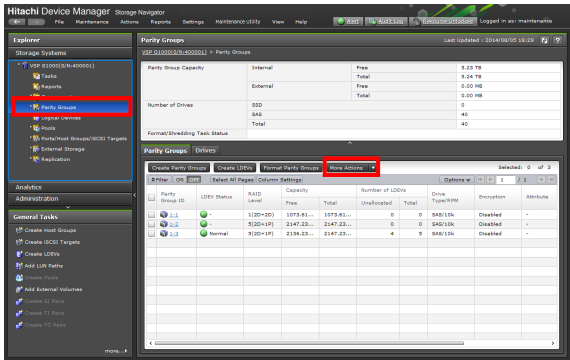 Hitachi Device Manager Storage Navigator
File Maintenance Actions Reports Settings Maintenance Utility View Help Alert Audit Log Resource Unlocked Logged in as: maintenance
Explorer
Storage Systems
VSP G1000(S/N:400001)
Tasks
Reports
Parity Groups
Logical Devices
Pools
Ports/Host Groups/iSCSI Targets
External Storage
Replication
Analytics
Administration
General Tasks
Create Host Groups
Create iSCSI Targets
Create LDEVs
Add LUN Paths
Create Pools
Add External Volumes
Create SI Pairs
Create TI Pairs
Create TC Pairs
more...
Parity Groups Last Updated : 2014/08/05 18:29
VSP G1000(S/N:400001) > Parity Groups
Parity Group Capacity Internal Free 3.23 TB
Total 5.24 TB
External Free 0.00 MB
Total 0.00 MB
Number of Drives SSD 0
SAS 40
Total 40
Format/Shredding Task Status
Parity Groups Drives
Create Parity Groups Create LDEVs Format Parity Groups More Actions Selected: 0 of 3
Filter ON OFF Select All Pages Column Settings Options 1 / 1
Parity Group ID LDEV Status RAID Level Capacity Free Total Number of LDEVs Unallocated Total Drive Type/RPM Encryption Attribute
1-1 - 1(2D+2D) 1073.61... 1073.61... 0 0 SAS/10k Disabled -
1-2 - 5(2D+1P) 2147.23... 2147.23... 0 0 SAS/10k Disabled -
1-3 Normal 5(2D+1P) 2136.23... 2147.23... 4 5 SAS/10k Disabled -